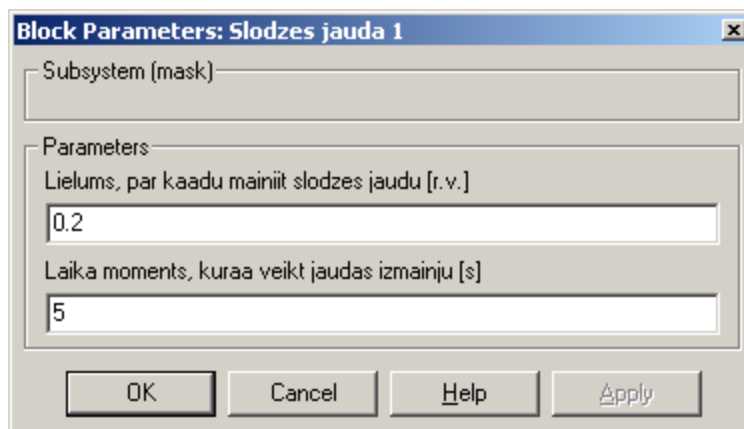 Block Parameters: Slodzes jauda 1
Subsystem (mask)
Parameters
Lielums, par kaadu mainiit slodzes jaudu [r.v.]
0.2
Laika moments, kuraa veikt jaudas izmainju [s]
5
OK Cancel Help Apply